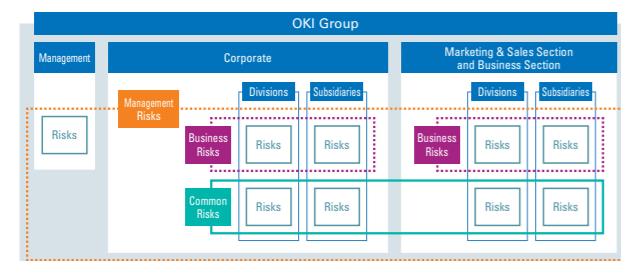 OKI Group
Management
Corporate
Marketing & Sales Section
and Business Section
Divisions
Subsidiaries
Divisions
Subsidiaries
Management
Risks
Risks
Business
Risks
Risks
Risks
Business
Risks
Risks
Risks
Common
Risks
Risks
Risks
Risks
Risks